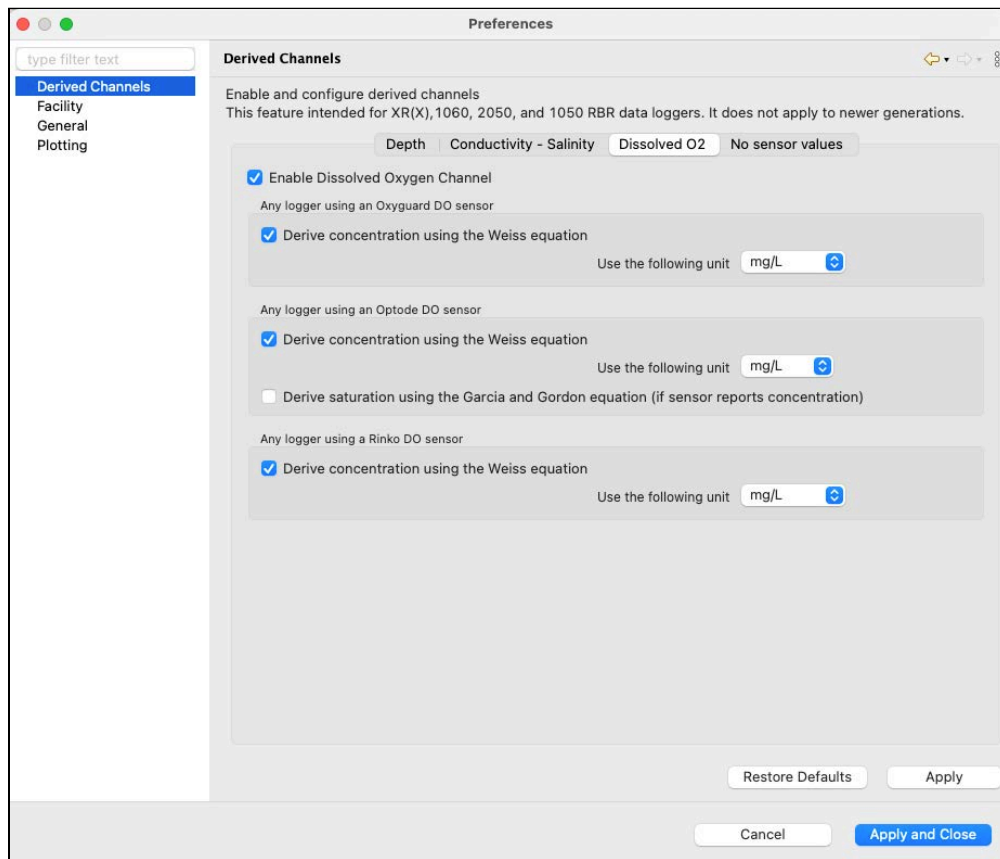 Preferences
type filter text
Derived Channels
Facility
General
Plotting
Derived Channels
Enable and configure derived channels
This feature intended for XR(X),1060, 2050, and 1050 RBR data loggers. It does not apply to newer generations.
Depth Conductivity - Salinity Dissolved O2 No sensor values
Enable Dissolved Oxygen Channel
Any logger using an Oxyguard DO sensor
Derive concentration using the Weiss equation
Use the following unit mg/L
Any logger using an Optode DO sensor
Derive concentration using the Weiss equation
Use the following unit mg/L
Derive saturation using the Garcia and Gordon equation (if sensor reports concentration)
Any logger using a Rinko DO sensor
Derive concentration using the Weiss equation
Use the following unit mg/L
Restore Defaults Apply
Cancel Apply and Close